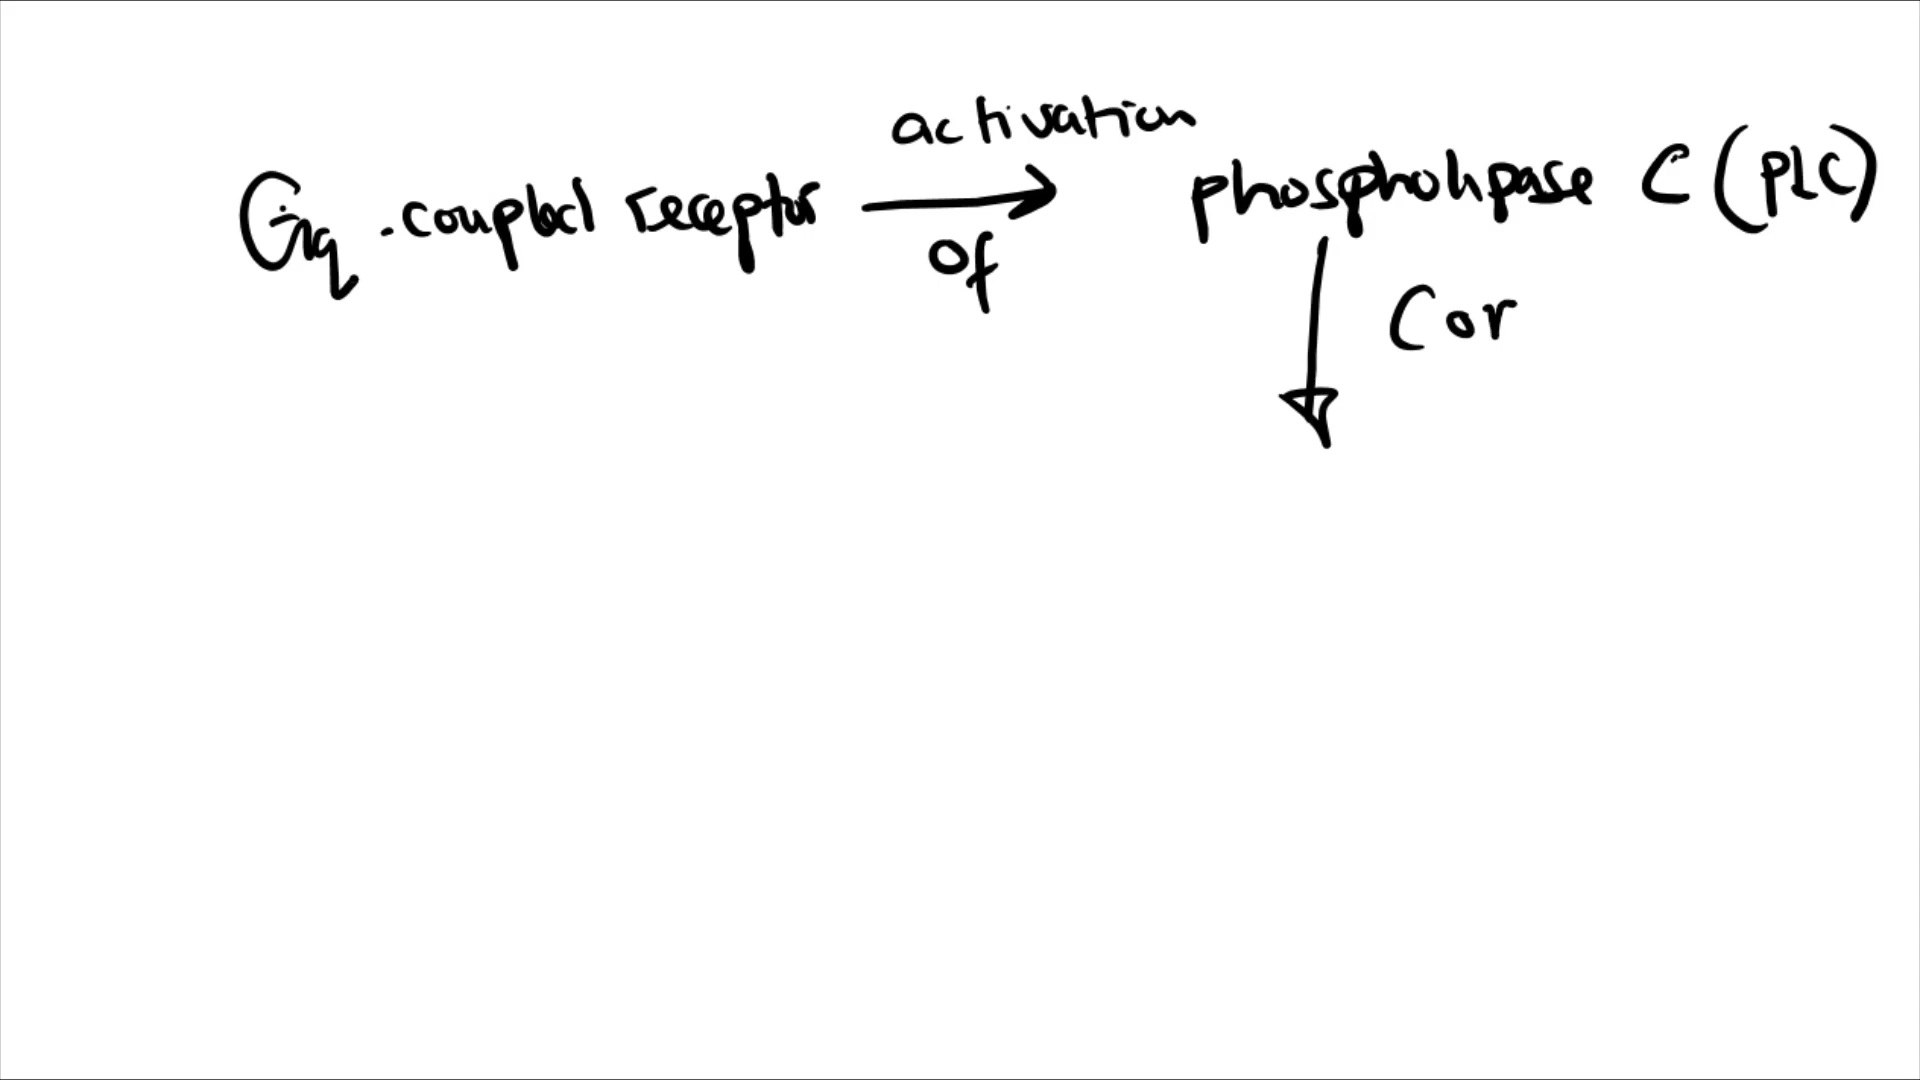 activation
Gq-coupled receptor → phospholipase C (PLC)
of
Cor